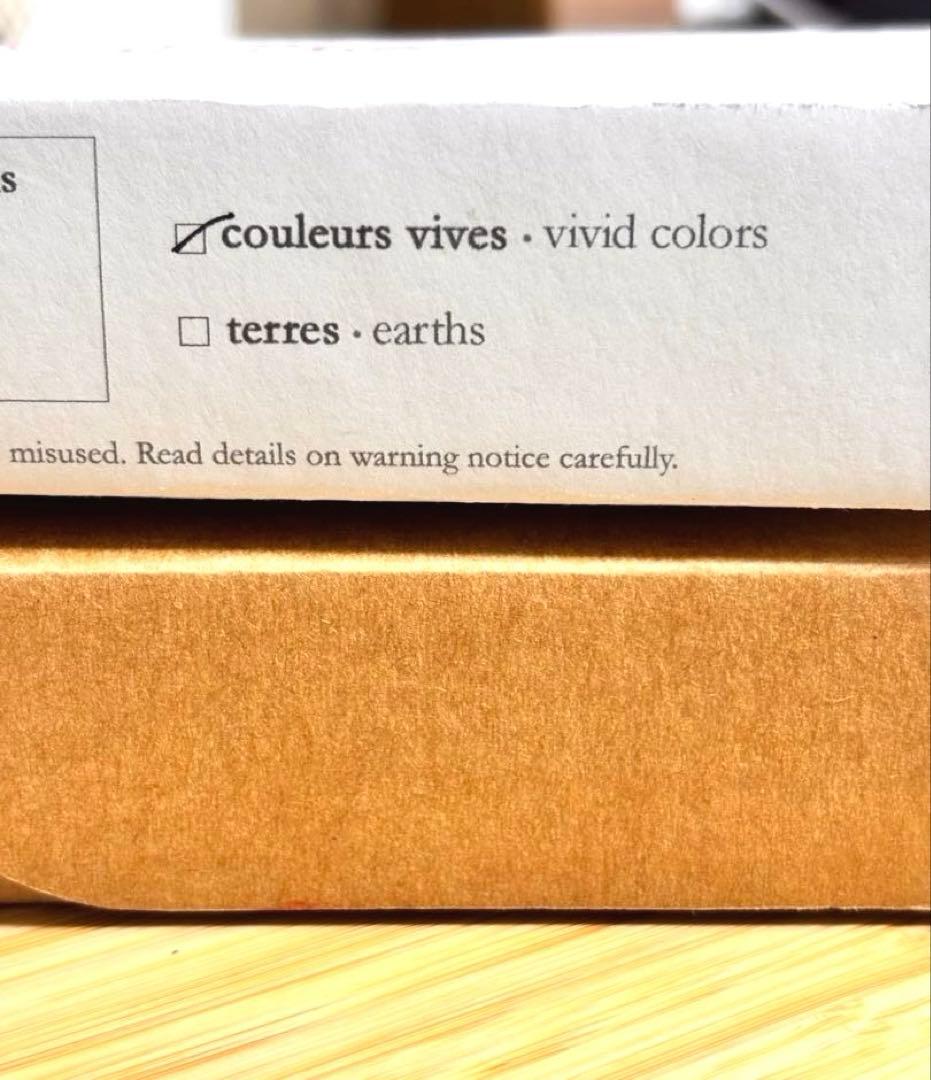 s
couleurs vives · vivid colors
terres · earths
misused. Read details on warning notice carefully.